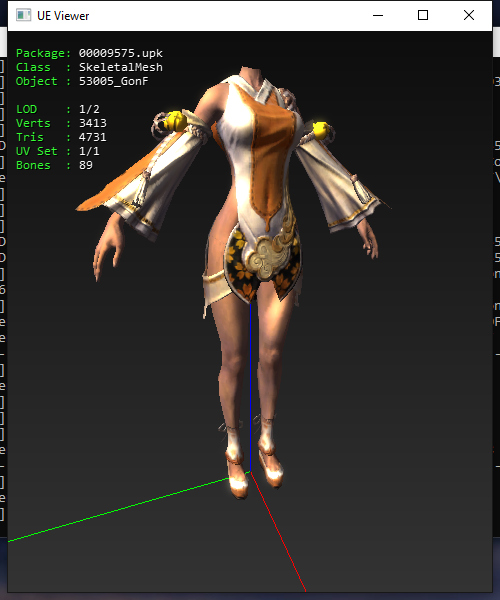 UE Viewer
Package: 00009575.upk
Class  : SkeletalMesh
Object : 53005_GonF
LOD    : 1/2
Verts  : 3413
Tris   : 4731
UV Set : 1/1
Bones  : 89